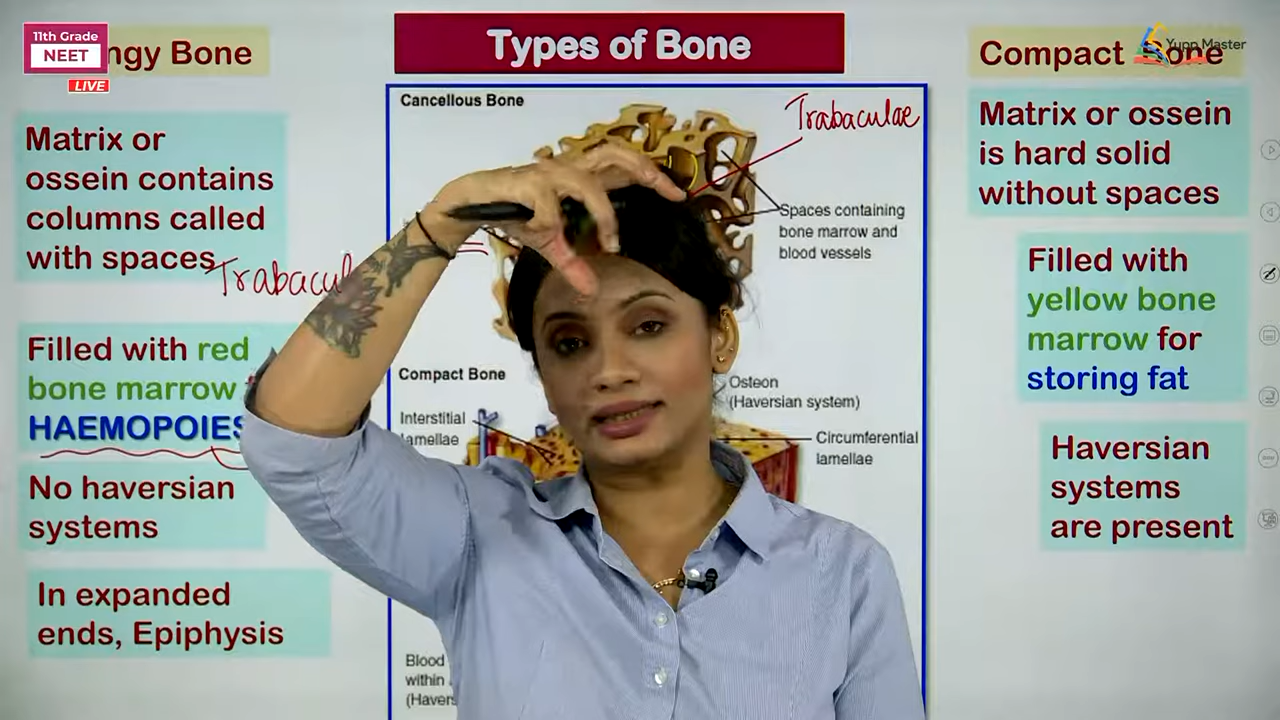 11th Grade
NEET
LIVE
ngy Bone
Types of Bone
Compact Bone
Yupp Master
Matrix or
ossein contains
columns called
with spaces
Filled with red
bone marrow
HAEMOPOIES
No haversian
systems
In expanded
ends, Epiphysis
Cancellous Bone
Trabaculae
Spaces containing
bone marrow and
blood vessels
Compact Bone
Interstitial
lamellae
Osteon
(Haversian system)
Circumferential
lamellae
Blood
within
(Havers
Matrix or ossein
is hard solid
without spaces
Filled with
yellow bone
marrow for
storing fat
Haversian
systems
are present